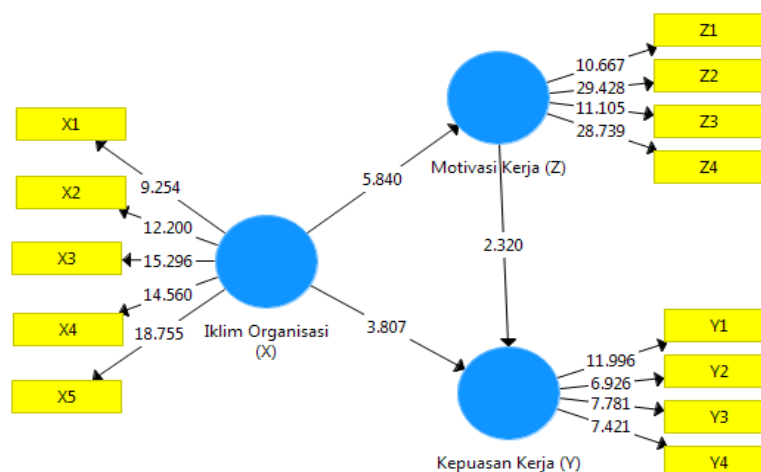 Z1
10.667
Z2
29.428
11.105
Z3
28.739
Z4
Motivasi Kerja (Z)
X1
9.254
5.840
X2
12.200
X3
15.296
2.320
14.560
X4
18.755
Iklim Organisasi
(X)
3.807
X5
Y1
11.996
Y2
6.926
7.781
Y3
7.421
Y4
Kepuasan Kerja (Y)